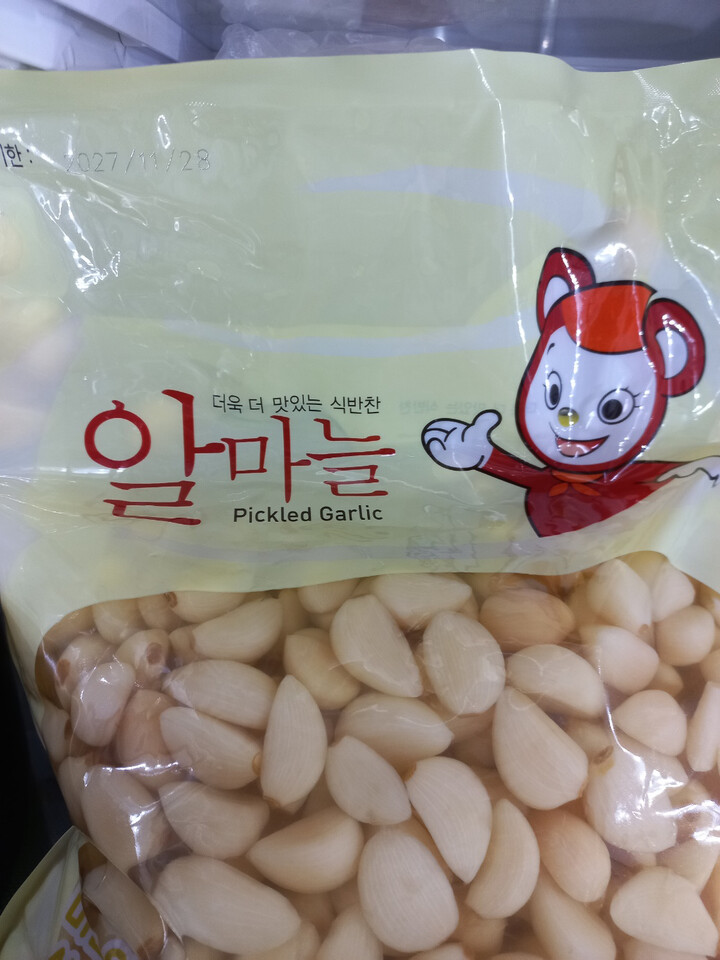 한: 2027/11/28
더욱 더 맛있는 식반찬
알마늘
Pickled Garlic